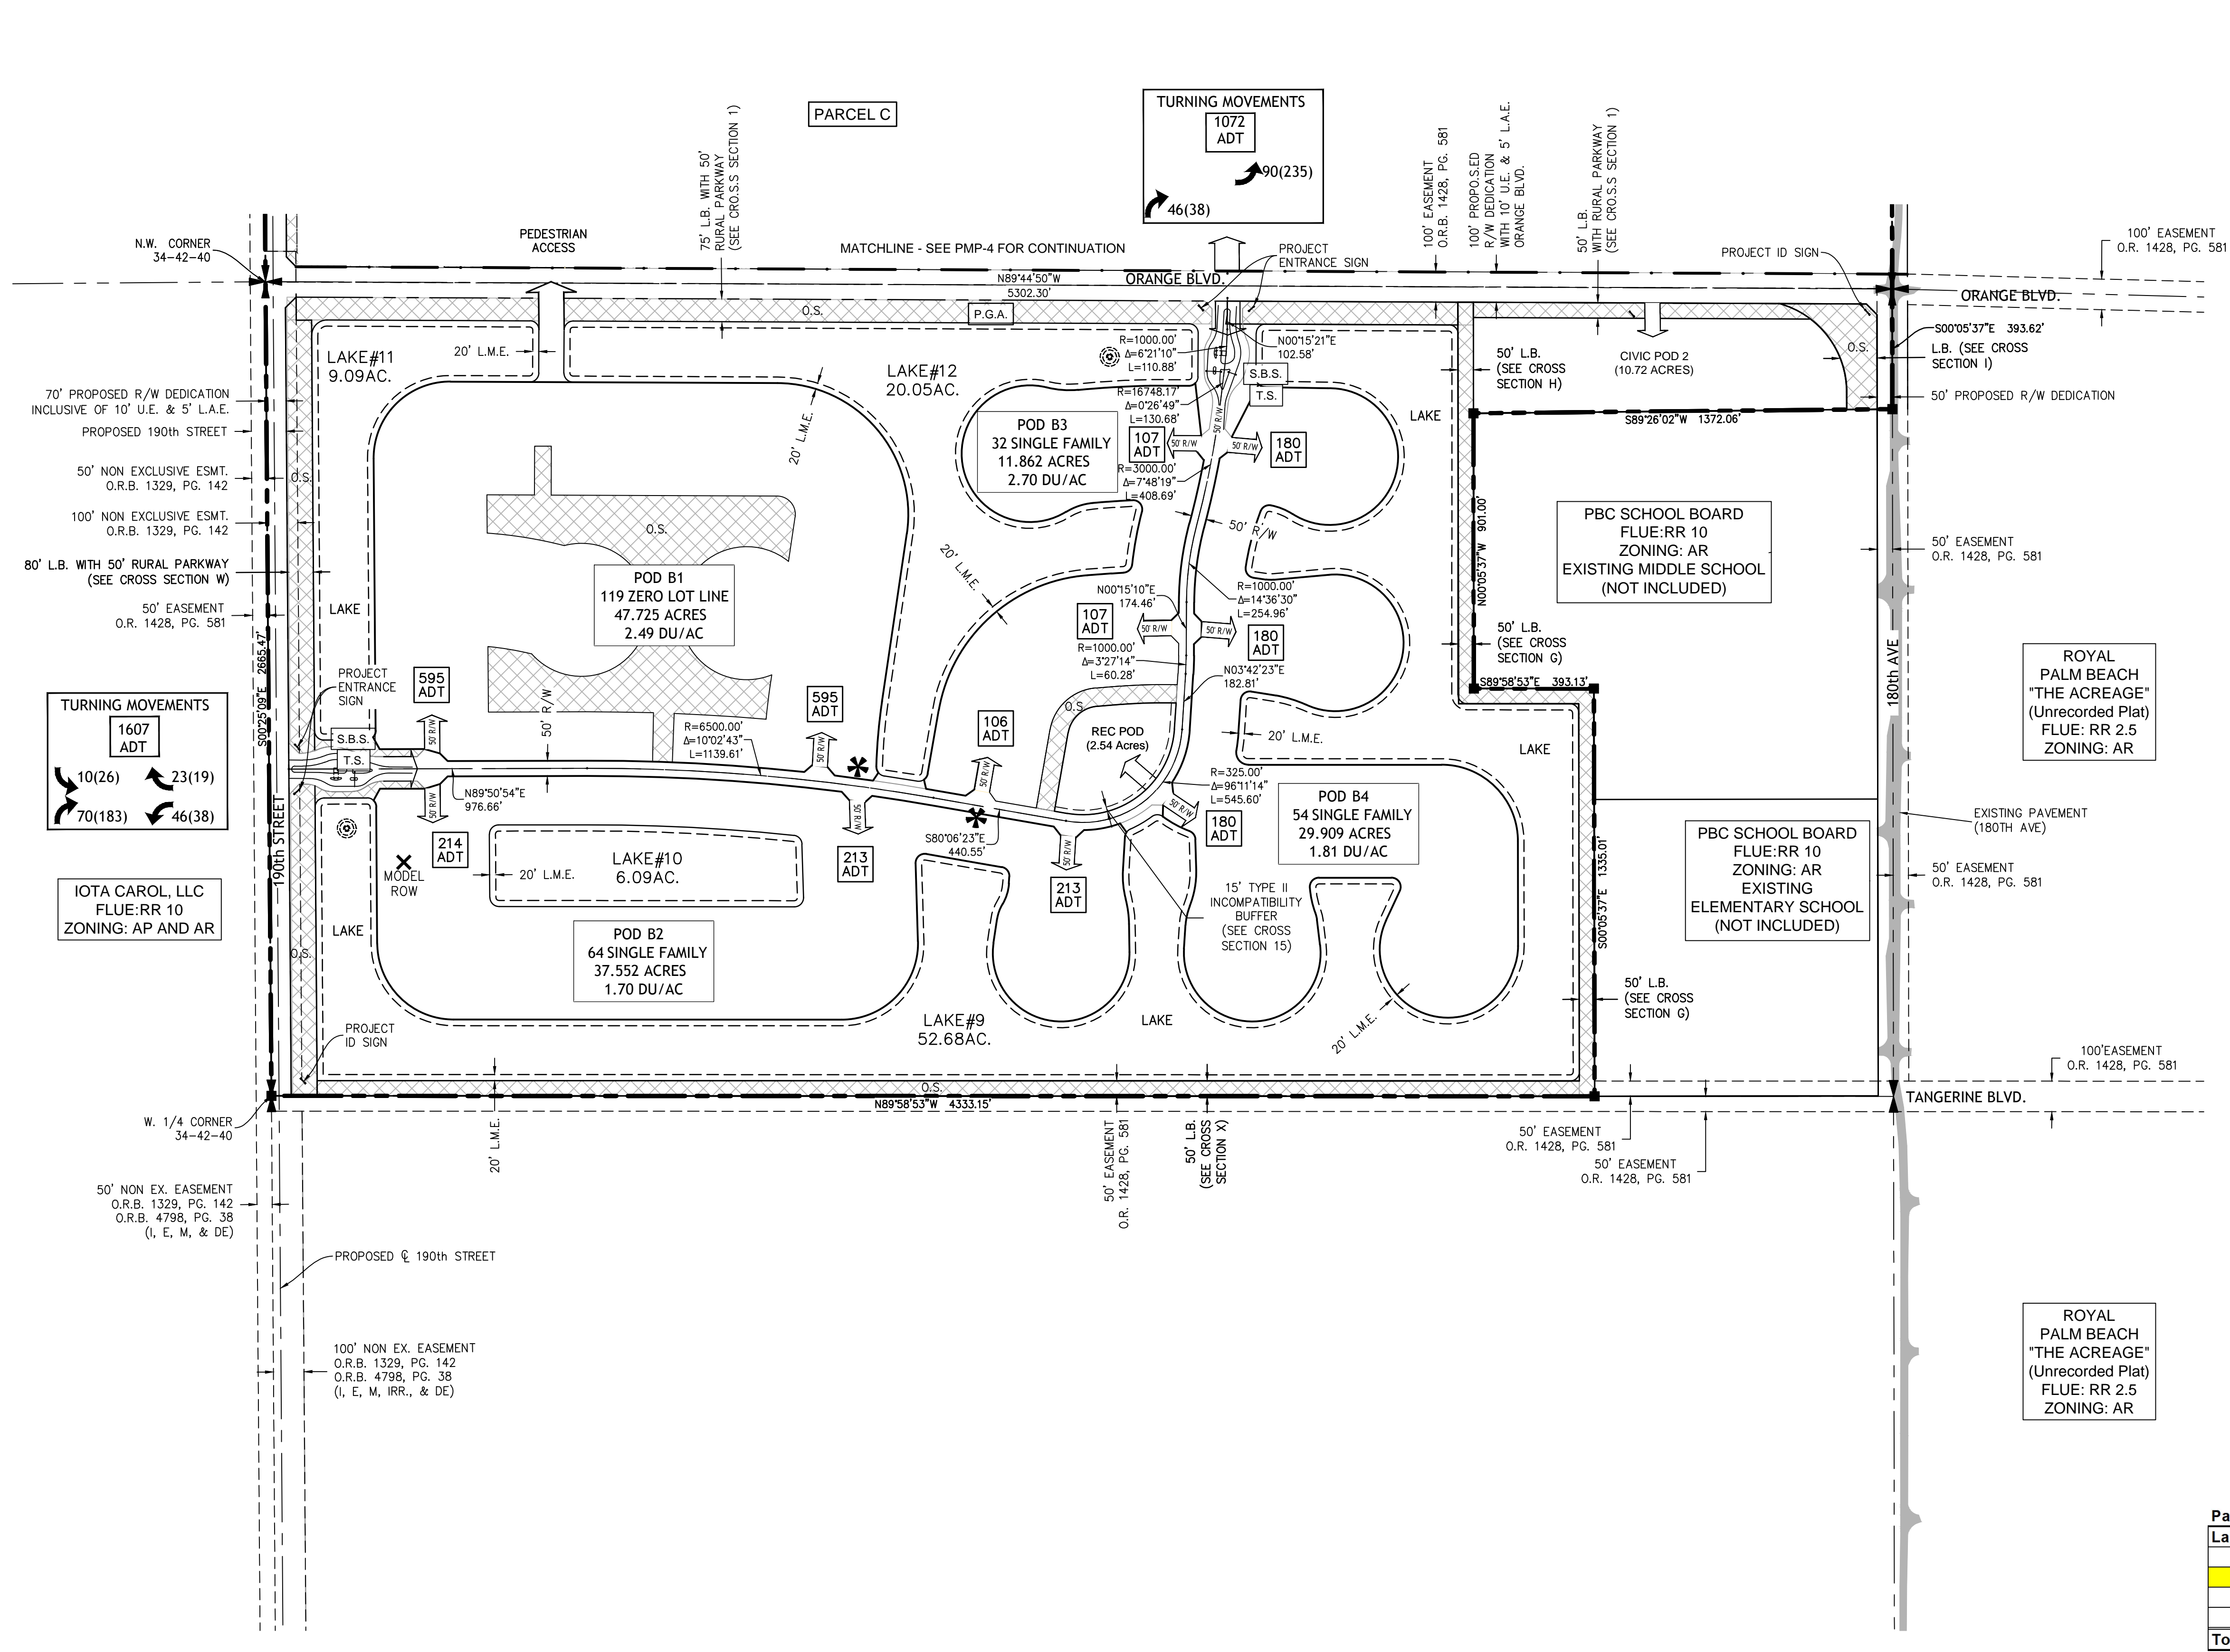 PARCEL C
TURNING MOVEMENTS
1072
ADT
90(235)
46(38)
75' L.B. WITH 50'
RURAL PARKWAY
(SEE CRO.S.S SECTION 1)
100' EASEMENT
O.R.B. 1428, PG. 581
100' PROPO.S.ED
R/W DEDICATION
WITH 10' U.E. & 5' L.A.E.
ORANGE BLVD.
50' L.B.
WITH RURAL PARKWAY
(SEE CRO.S.S SECTION 1)
N.W. CORNER
34-42-40
PEDESTRIAN
ACCESS
MATCHLINE - SEE PMP-4 FOR CONTINUATION
PROJECT
ENTRANCE SIGN
PROJECT ID SIGN
100' EASEMENT
O.R. 1428, PG. 581
N89°44'50"W
5302.30'
ORANGE BLVD.
ORANGE BLVD.
O.S.
P.G.A.
S00°05'37"E 393.62'
L.B. (SEE CROSS
SECTION I)
50' PROPOSED R/W DEDICATION
LAKE#11
9.09AC.
20' L.M.E.
LAKE#12
20.05AC.
R=1000.00'
Δ=6°21'10"
L=110.88'
N00°15'21"E
102.58'
S.B.S.
T.S.
R=16748.17'
Δ=0°26'49"
L=130.68'
50' R/W
LAKE
50' L.B.
(SEE CROSS
SECTION H)
CIVIC POD 2
(10.72 ACRES)
O.S.
S89°26'02"W 1372.06'
70' PROPOSED R/W DEDICATION
INCLUSIVE OF 10' U.E. & 5' L.A.E.
PROPOSED 190th STREET
50' NON EXCLUSIVE ESMT.
O.R.B. 1329, PG. 142
100' NON EXCLUSIVE ESMT.
O.R.B. 1329, PG. 142
80' L.B. WITH 50' RURAL PARKWAY
(SEE CROSS SECTION W)
50' EASEMENT
O.R. 1428, PG. 581
O.S.
20' L.M.E.
POD B3
32 SINGLE FAMILY
11.862 ACRES
2.70 DU/AC
107
ADT
50' R/W
50' R/W
180
ADT
R=3000.00'
Δ=7°48'19"
L=408.69'
50' R/W
O.S.
POD B1
119 ZERO LOT LINE
47.725 ACRES
2.49 DU/AC
20' L.M.E.
LAKE
N00°15'10"E
174.46'
R=1000.00'
Δ=14°36'30"
L=254.96'
107
ADT
50' R/W
50' R/W
180
ADT
R=1000.00'
Δ=3°27'14"
L=60.28'
N03°42'23"E
182.81'
N00°05'37"W 901.00'
PBC SCHOOL BOARD
FLUE:RR 10
ZONING: AR
EXISTING MIDDLE SCHOOL
(NOT INCLUDED)
50' EASEMENT
O.R. 1428, PG. 581
50' L.B.
(SEE CROSS
SECTION G)
S89°58'53"E 393.13'
180th AVE
ROYAL
PALM BEACH
"THE ACREAGE"
(Unrecorded Plat)
FLUE: RR 2.5
ZONING: AR
S00°25'09"E 2665.47'
PROJECT
ENTRANCE
SIGN
595
ADT
50' R/W
50' R/W
595
ADT
50' R/W
R=6500.00'
Δ=10°02'43"
L=1139.61'
106
ADT
50' R/W
O.S.
REC POD
(2.54 Acres)
20' L.M.E.
LAKE
TURNING MOVEMENTS
1607
ADT
10(26)
23(19)
70(183)
46(38)
S.B.S.
T.S.
190th STREET
N89°50'54"E
976.66'
50' R/W
214
ADT
MODEL
ROW
20' L.M.E.
LAKE#10
6.09AC.
50' R/W
213
ADT
S80°06'23"E
440.55'
50' R/W
213
ADT
R=325.00'
Δ=96°11'14"
L=545.60'
50' R/W
180
ADT
POD B4
54 SINGLE FAMILY
29.909 ACRES
1.81 DU/AC
15' TYPE II
INCOMPATIBILITY
BUFFER
(SEE CROSS
SECTION 15)
S00°05'37"E 1335.01'
PBC SCHOOL BOARD
FLUE:RR 10
ZONING: AR
EXISTING
ELEMENTARY SCHOOL
(NOT INCLUDED)
EXISTING PAVEMENT
(180TH AVE)
50' EASEMENT
O.R. 1428, PG. 581
IOTA CAROL, LLC
FLUE:RR 10
ZONING: AP AND AR
LAKE
O.S.
POD B2
64 SINGLE FAMILY
37.552 ACRES
1.70 DU/AC
LAKE#9
52.68AC.
LAKE
20' L.M.E.
50' L.B.
(SEE CROSS
SECTION G)
PROJECT
ID SIGN
100'EASEMENT
O.R. 1428, PG. 581
O.S.
N89°58'53"W 4333.15'
TANGERINE BLVD.
W. 1/4 CORNER
34-42-40
20' L.M.E.
50' EASEMENT
O.R. 1428, PG. 581
50' L.B.
(SEE CROSS
SECTION X)
50' EASEMENT
O.R. 1428, PG. 581
50' EASEMENT
O.R. 1428, PG. 581
50' NON EX. EASEMENT
O.R.B. 1329, PG. 142
O.R.B. 4798, PG. 38
(I, E, M, & DE)
PROPOSED ℄ 190th STREET
100' NON EX. EASEMENT
O.R.B. 1329, PG. 142
O.R.B. 4798, PG. 38
(I, E, M, IRR., & DE)
ROYAL
PALM BEACH
"THE ACREAGE"
(Unrecorded Plat)
FLUE: RR 2.5
ZONING: AR
Pa
La
To